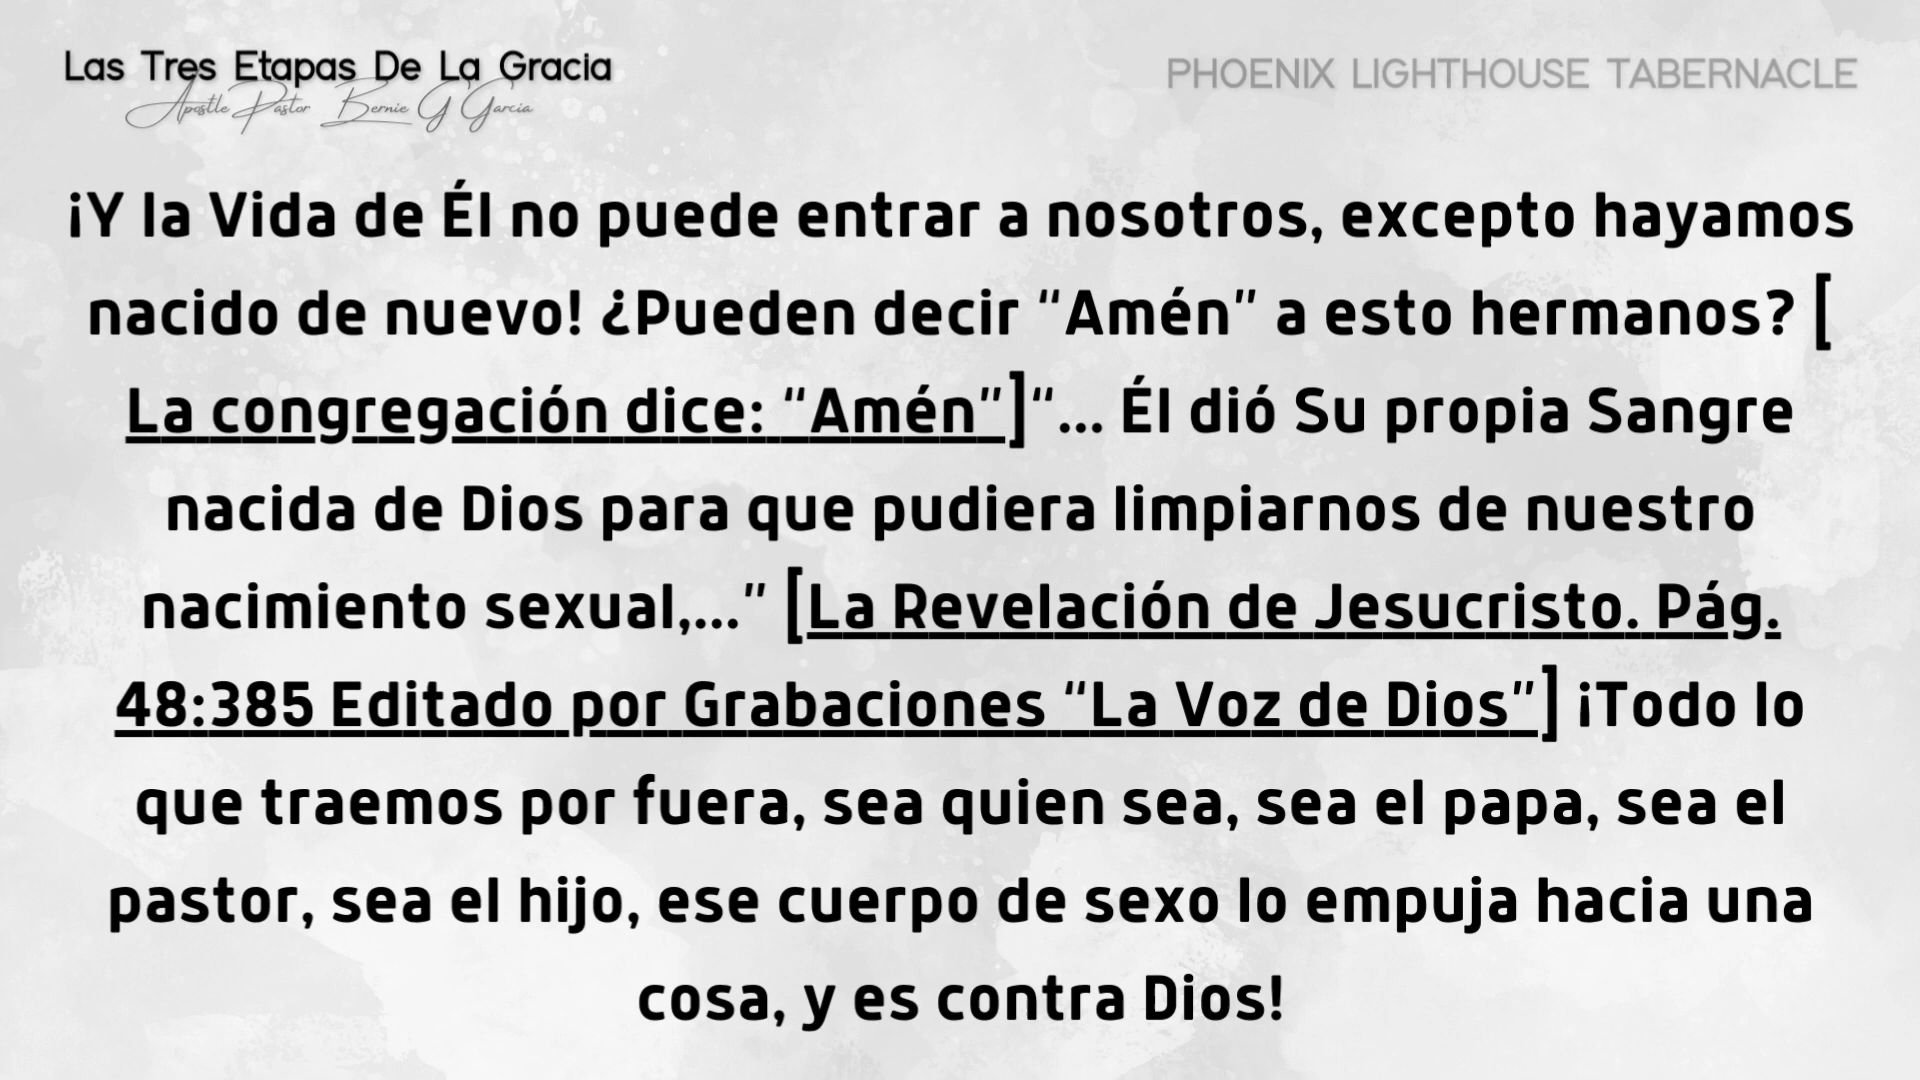 Las Tres Etapas De La Gracia
Apostle Pastor Bernie G Garcia
PHOENIX LIGHTHOUSE TABERNACLE
¡Y la Vida de Él no puede entrar a nosotros, excepto hayamos
nacido de nuevo! ¿Pueden decir “Amén” a esto hermanos? [
La congregación dice: “Amén”]“... Él dió Su propia Sangre
nacida de Dios para que pudiera limpiarnos de nuestro
nacimiento sexual,...” [La Revelación de Jesucristo. Pág.
48:385 Editado por Grabaciones “La Voz de Dios”] ¡Todo lo
que traemos por fuera, sea quien sea, sea el papa, sea el
pastor, sea el hijo, ese cuerpo de sexo lo empuja hacia una
cosa, y es contra Dios!